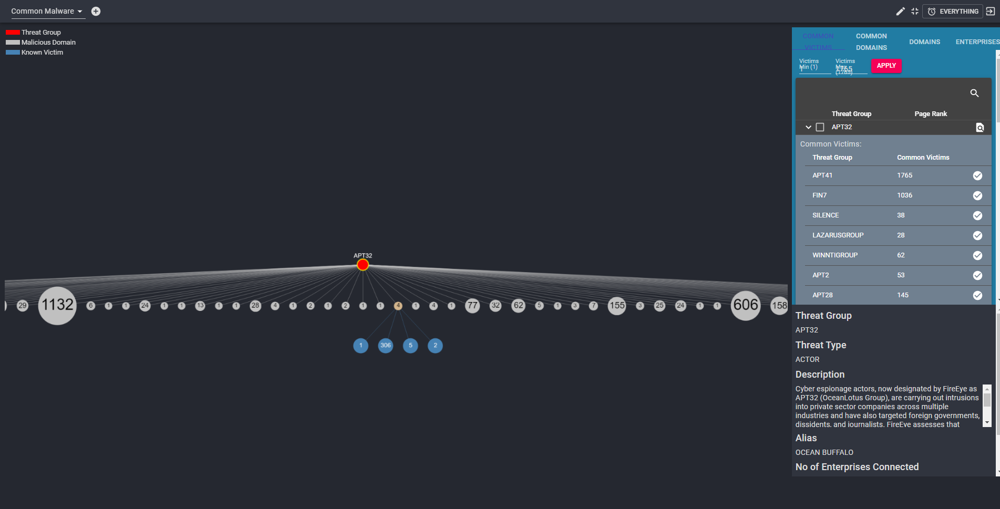 Common Malware
EVERYTHING
Threat Group
Malicious Domain
Known Victim
APT32
29
1132
6
1
1
24
1
1
13
1
1
28
4
1
2
1
2
1
1
4
1
4
1
77
32
62
5
1
3
7
155
3
25
24
1
1
606
158
1
306
5
2
COMMON VICTIMS
COMMON DOMAINS
DOMAINS
ENTERPRISES
Victims Min (1)
1
Victims Max (1765)
1765
APPLY
Threat Group Page Rank
APT32
Common Victims:
Threat Group Common Victims
APT41 1765
FIN7 1036
SILENCE 38
LAZARUSGROUP 28
WINNTIGROUP 62
APT2 53
APT28 145
Threat Group
APT32
Threat Type
ACTOR
Description
Cyber espionage actors, now designated by FireEye as
APT32 (OceanLotus Group), are carrying out intrusions
into private sector companies across multiple
industries and have also targeted foreign governments,
dissidents, and journalists. FireEye assesses that
Alias
OCEAN BUFFALO
No of Enterprises Connected